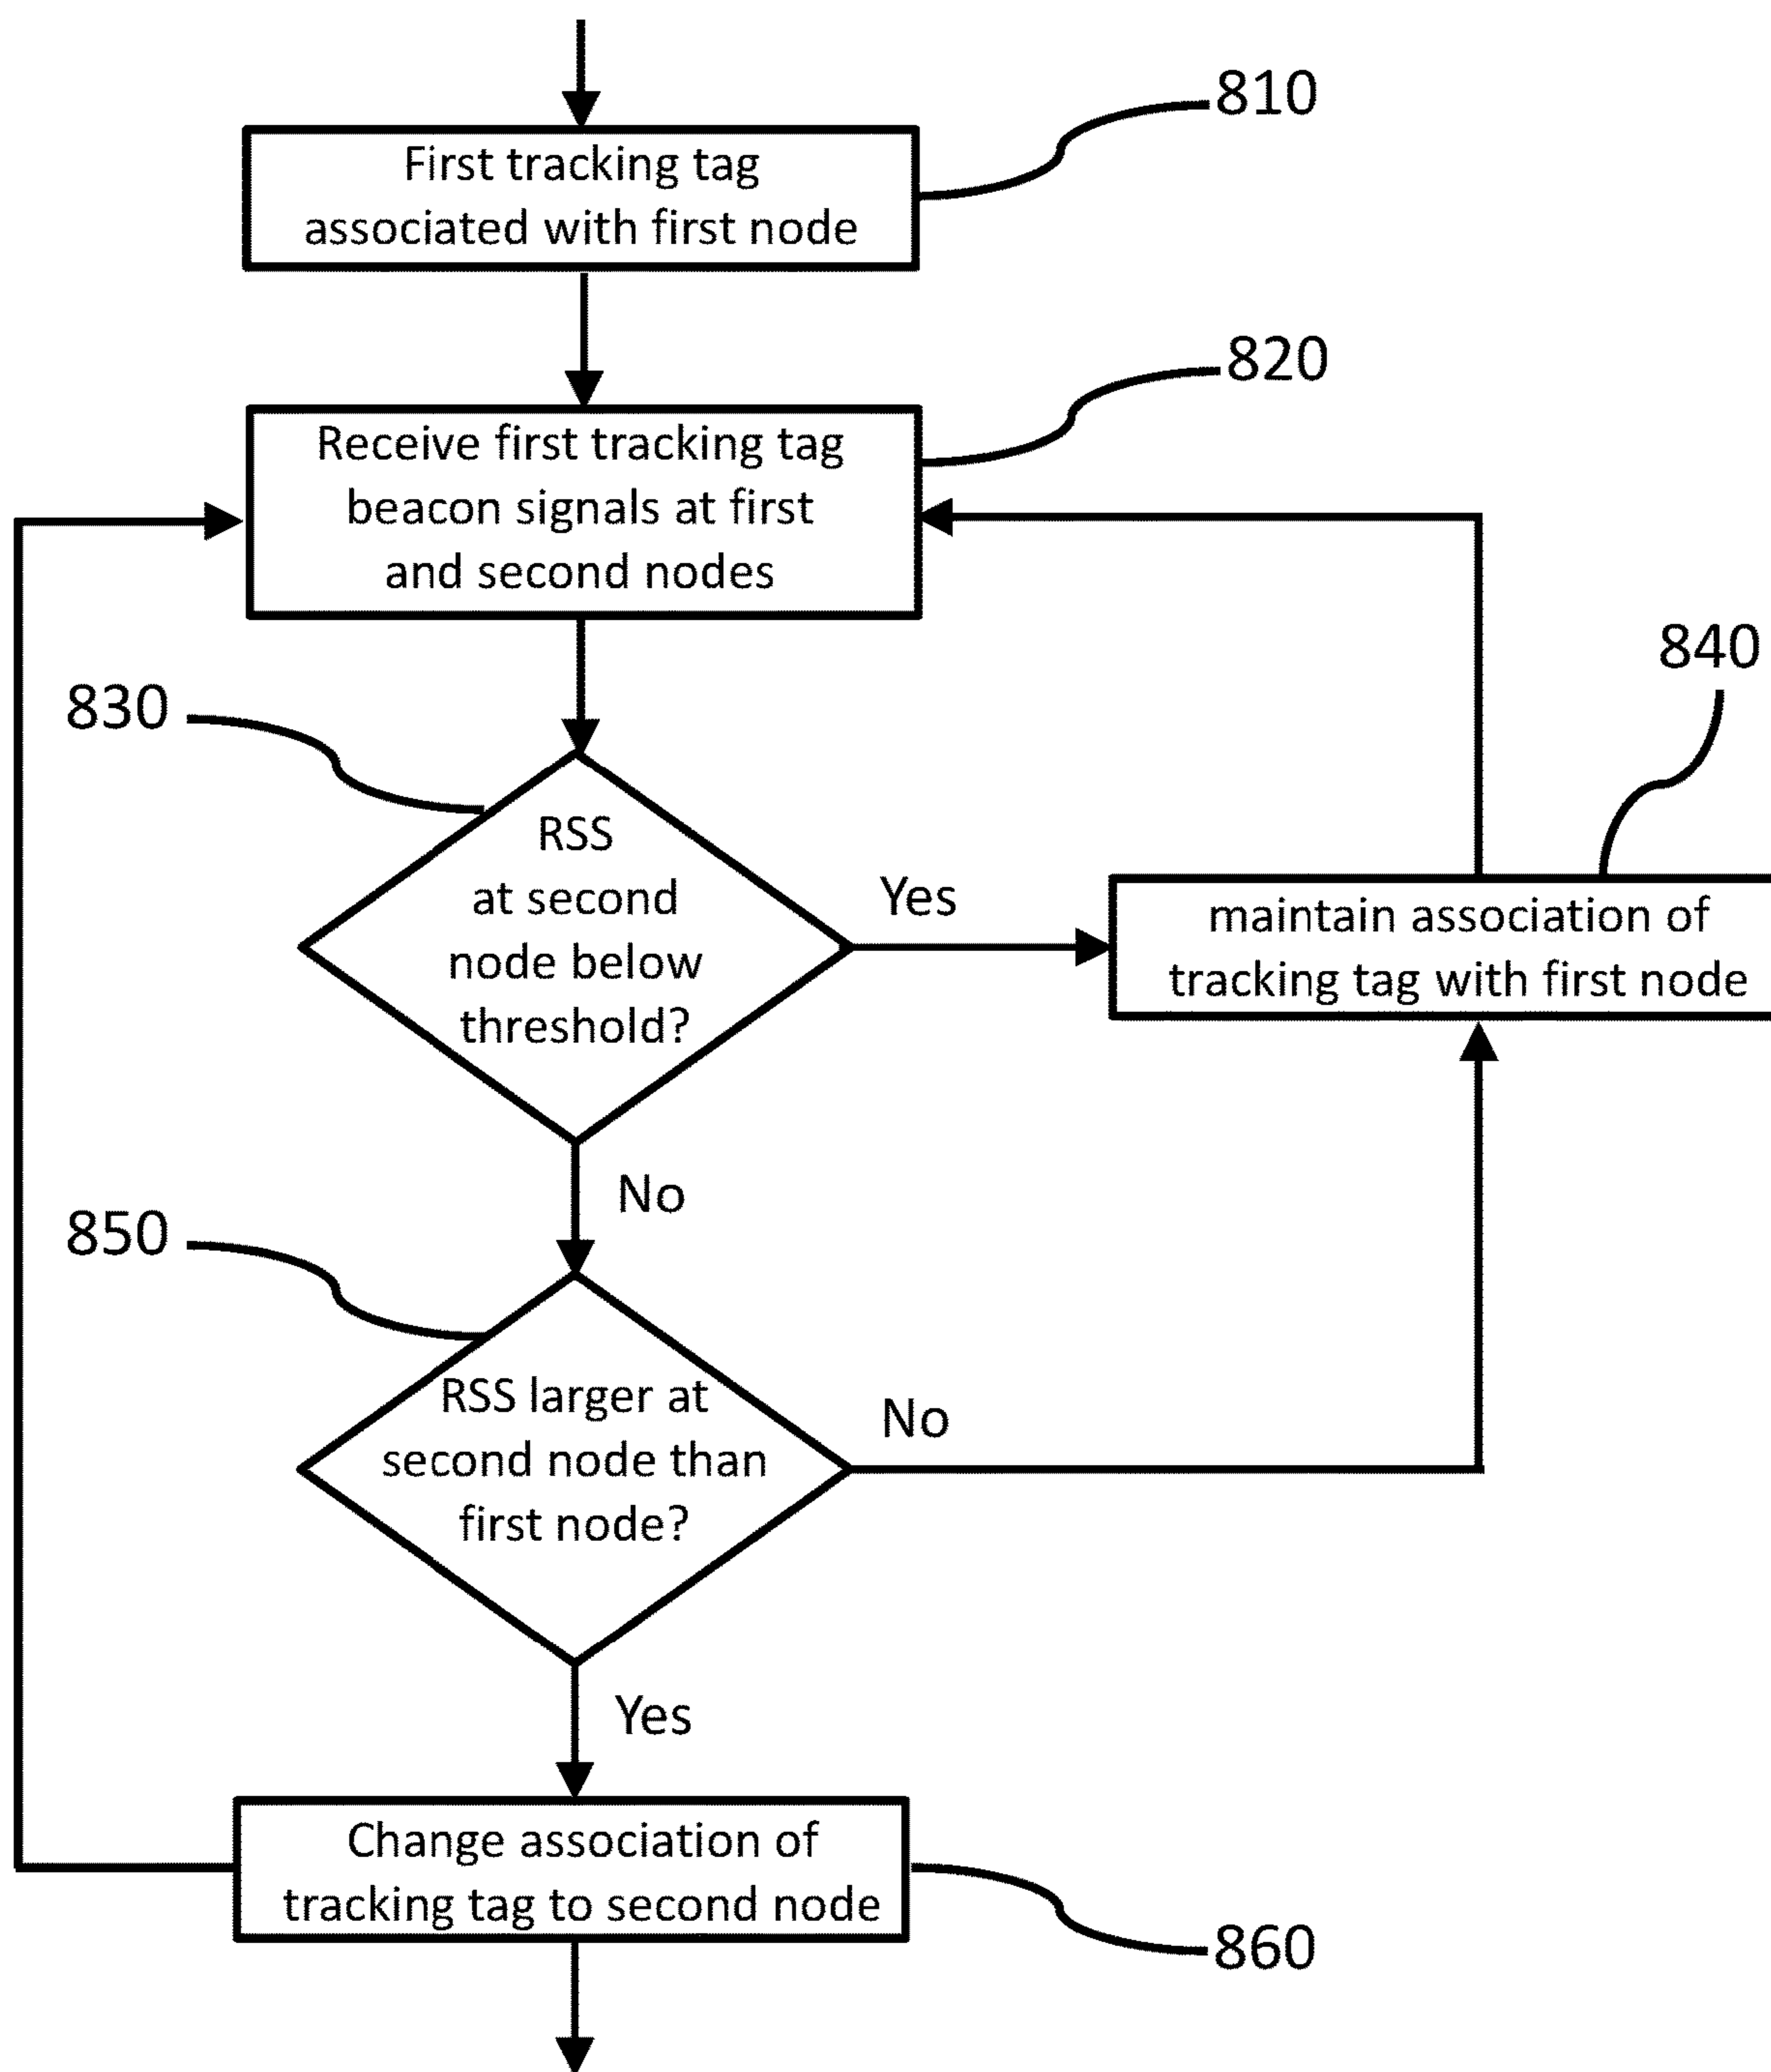 810
First tracking tag
associated with first node
820
Receive first tracking tag
beacon signals at first
and second nodes
830
RSS
at second
node below
threshold?
Yes
840
maintain association of
tracking tag with first node
No
850
RSS larger at
second node than
first node?
No
Yes
Change association of
tracking tag to second node
860